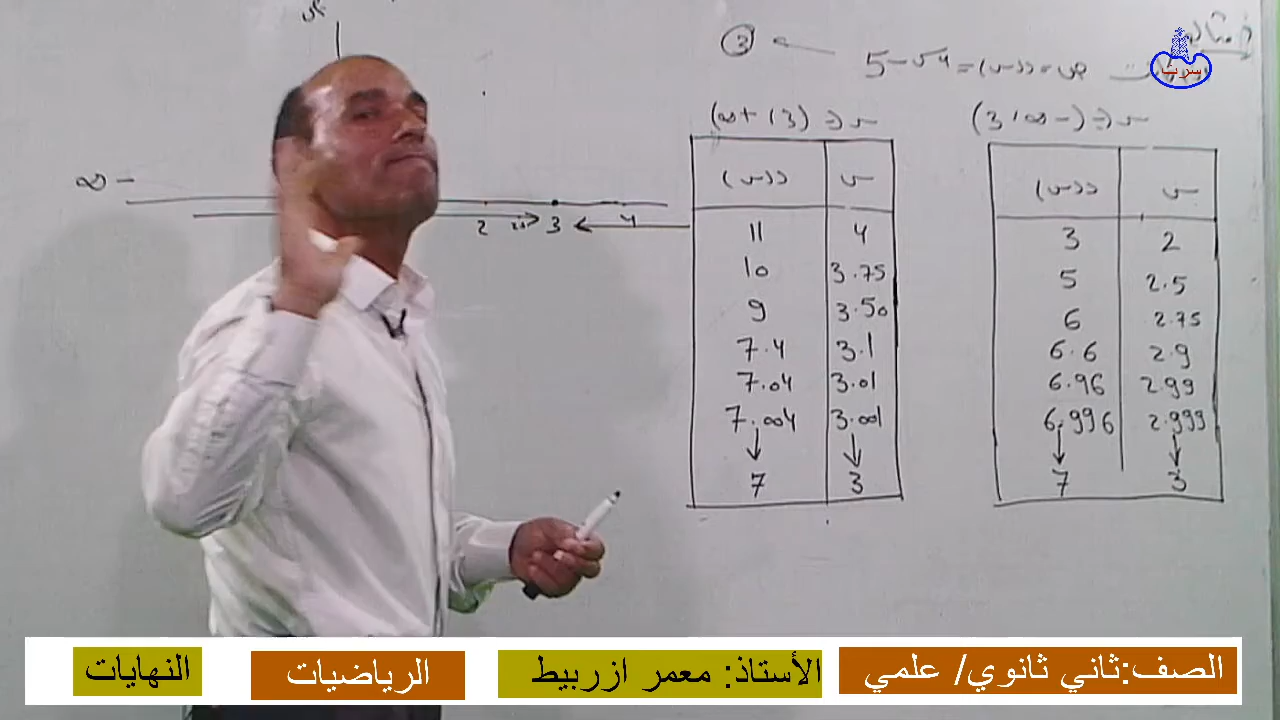 مثال
ص = د(س) = 4س - 5 ③
س ∈ (-∞، 3)
س د(س)
2 3
2.5 5
2.75 6
2.9 6.6
2.99 6.96
2.999 6.996
↓ ↓
3 7
س ∈ (3، +∞)
س د(س)
4 11
3.75 10
3.50 9
3.1 7.4
3.01 7.04
3.001 7.004
↓ ↓
3 7
- ∞
2 3 4
سرت
الصف:ثاني ثانوي/ علمي
الأستاذ: معمر ازربيط
الرياضيات
النهايات